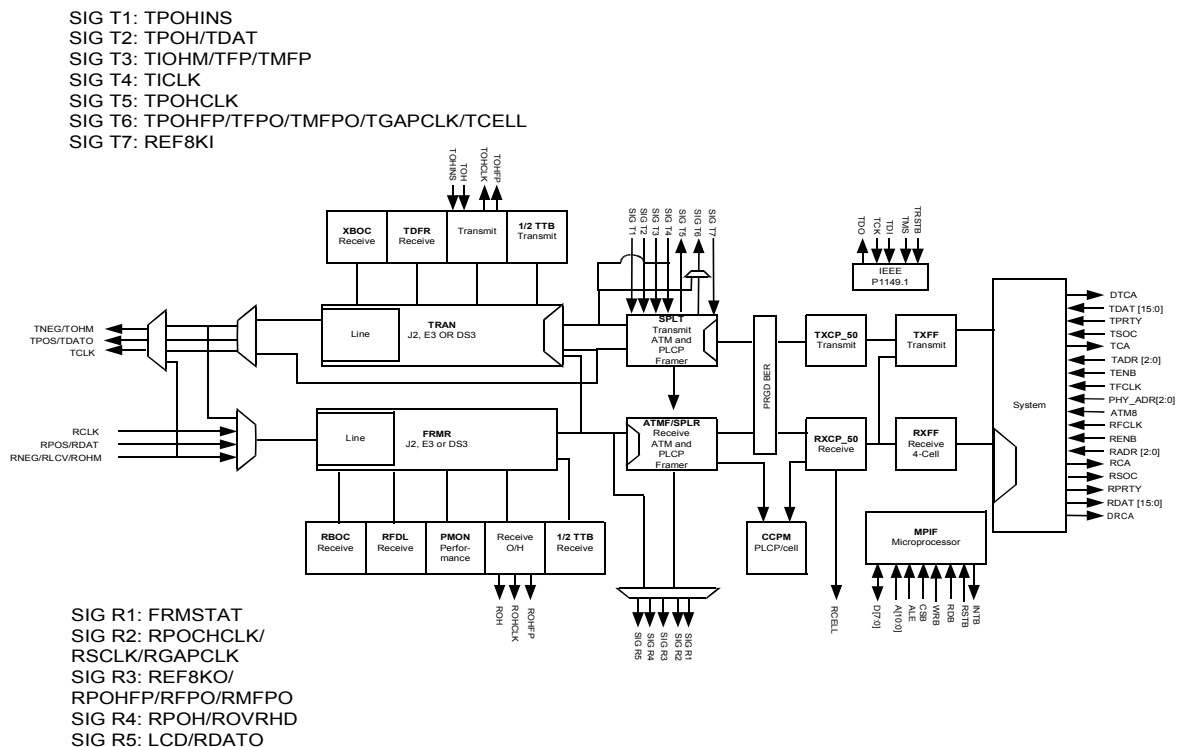 SIG T1: TPOHINS
SIG T2: TPOH/TDAT
SIG T3: TIOHM/TFP/TMFP
SIG T4: TICLK
SIG T5: TPOHCLK
SIG T6: TPOHFP/TFPO/TMFPO/TGAPCLK/TCELL
SIG T7: REF8KI
TOHINS
TOH
TOHCLK
TOHFP
XBOC
Receive
TDFR
Receive
Transmit
1/2 TTB
Transmit
SIG T1
SIG T2
SIG T3
SIG T4
SIG T5
SIG T6
SIG T7
TDO
TCK
TDI
TMS
TRSTB
IEEE
P1149.1
TNEG/TOHM
TPOS/TDATO
TCLK
Line
TRAN
J2, E3 OR DS3
SPLT
Transmit
ATM and
PLCP
Framer
PRGD BER
TXCP_50
Transmit
TXFF
Transmit
System
DTCA
TDAT [15:0]
TPRTY
TSOC
TCA
TADR [2:0]
TENB
TFCLK
PHY_ADR[2:0]
ATM8
RFCLK
RENB
RADR [2:0]
RCA
RSOC
RPRTY
RDAT [15:0]
DRCA
RCLK
RPOS/RDAT
RNEG/RLCV/ROHM
Line
FRMR
J2, E3 or DS3
ATMF/SPLR
Receive
ATM and
PLCP
Framer
RXCP_50
Receive
RXFF
Receive
4-Cell
RBOC
Receive
RFDL
Receive
PMON
Perfor-
mance
Receive
O/H
1/2 TTB
Receive
CCPM
PLCP/cell
MPIF
Microprocessor
ROH
ROHCLK
ROHFP
SIG R5
SIG R4
SIG R3
SIG R2
SIG R1
RCELL
D[7:0]
A[10:0]
ALE
CSB
WRB
RDB
RSTB
INTB
SIG R1: FRMSTAT
SIG R2: RPOCHCLK/
RSCLK/RGAPCLK
SIG R3: REF8KO/
RPOHFP/RFPO/RMFPO
SIG R4: RPOH/ROVRHD
SIG R5: LCD/RDATO